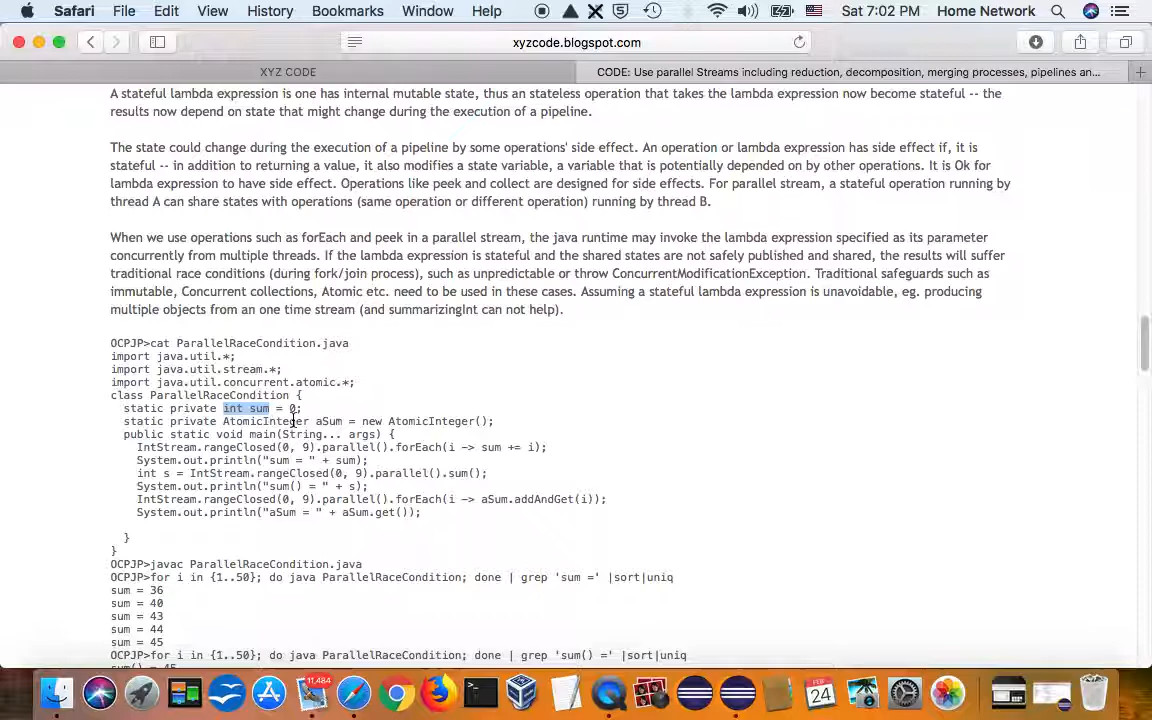 Safari File Edit View History Bookmarks Window Help Sat 7:02 PM Home Network
xyzcode.blogspot.com
XYZ CODE CODE: Use parallel Streams including reduction, decomposition, merging processes, pipelines an...
A stateful lambda expression is one has internal mutable state, thus an stateless operation that takes the lambda expression now become stateful -- the
results now depend on state that might change during the execution of a pipeline.
The state could change during the execution of a pipeline by some operations' side effect. An operation or lambda expression has side effect if, it is
stateful -- in addition to returning a value, it also modifies a state variable, a variable that is potentially depended on by other operations. It is Ok for
lambda expression to have side effect. Operations like peek and collect are designed for side effects. For parallel stream, a stateful operation running by
thread A can share states with operations (same operation or different operation) running by thread B.
When we use operations such as forEach and peek in a parallel stream, the java runtime may invoke the lambda expression specified as its parameter
concurrently from multiple threads. If the lambda expression is stateful and the shared states are not safely published and shared, the results will suffer
traditional race conditions (during fork/join process), such as unpredictable or throw ConcurrentModificationException. Traditional safeguards such as
immutable, Concurrent collections, Atomic etc. need to be used in these cases. Assuming a stateful lambda expression is unavoidable, eg. producing
multiple objects from an one time stream (and summarizingInt can not help).
OCPJP>cat ParallelRaceCondition.java
import java.util.*;
import java.util.stream.*;
import java.util.concurrent.atomic.*;
class ParallelRaceCondition {
static private int sum = 0;
static private AtomicInteger aSum = new AtomicInteger();
public static void main(String... args) {
IntStream.rangeClosed(0, 9).parallel().forEach(i -> sum += i);
System.out.println("sum = " + sum);
int s = IntStream.rangeClosed(0, 9).parallel().sum();
System.out.println("sum() = " + s);
IntStream.rangeClosed(0, 9).parallel().forEach(i -> aSum.addAndGet(i));
System.out.println("aSum = " + aSum.get());
}
}
OCPJP>javac ParallelRaceCondition.java
OCPJP>for i in {1..50}; do java ParallelRaceCondition; done | grep 'sum =' |sort|uniq
sum = 36
sum = 40
sum = 43
sum = 44
sum = 45
OCPJP>for i in {1..50}; do java ParallelRaceCondition; done | grep 'sum() =' |sort|uniq
sum() = 45
11,484
FEB
24